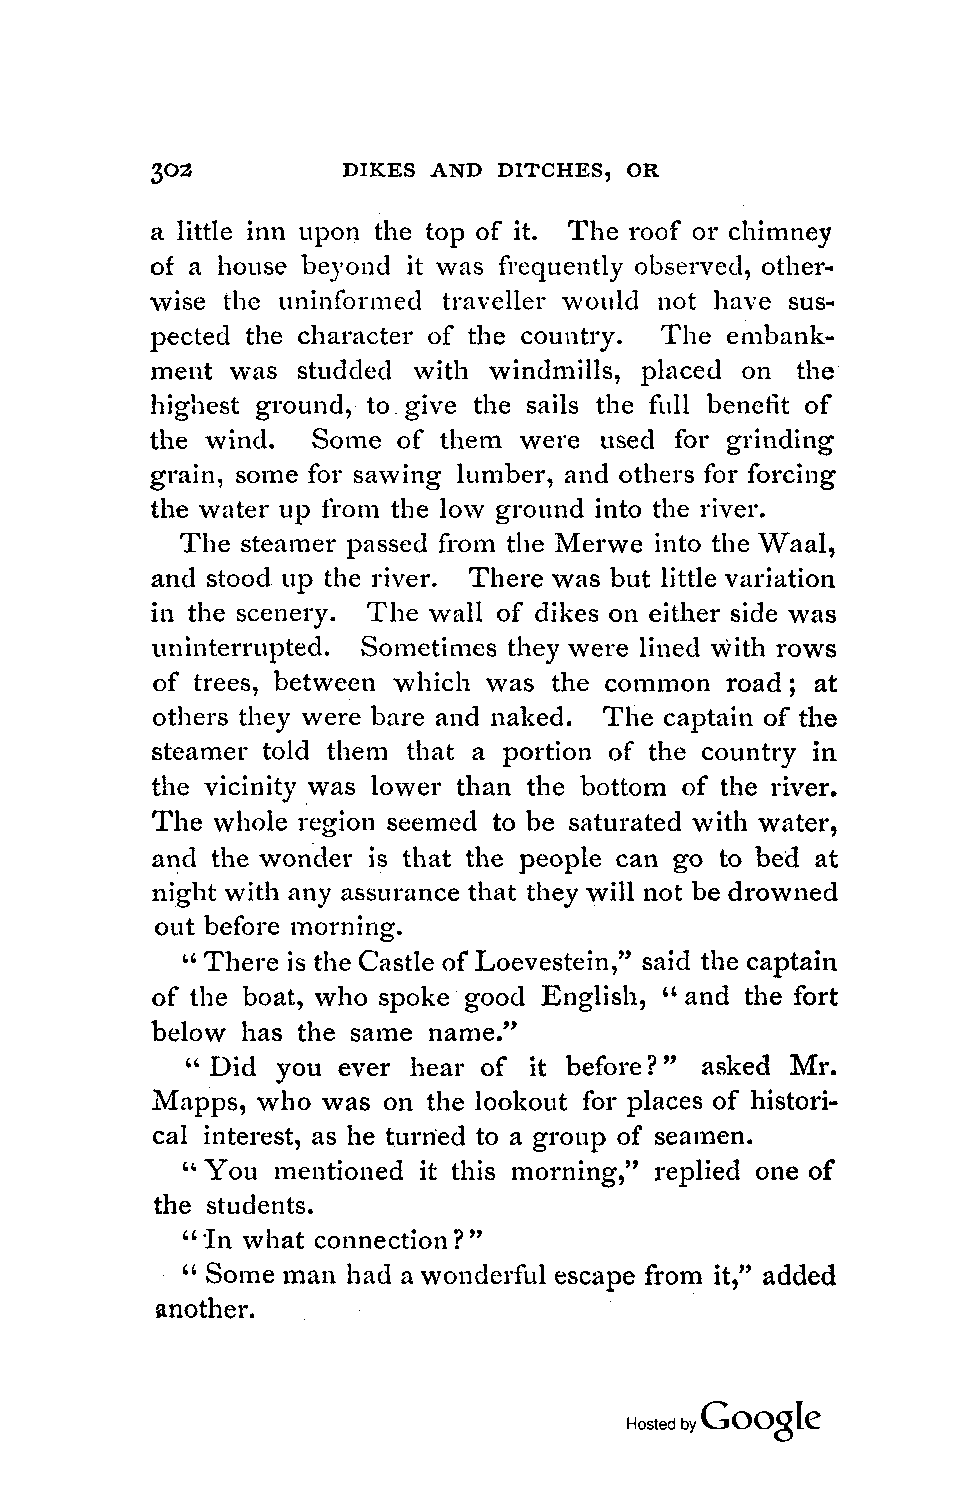 302 DIKES AND DITCHES, OR
a little inn upon the top of it. The roof or chimney
of a house beyond it was frequently observed, other-
wise the uninformed traveller would not have sus-
pected the character of the country. The embank-
ment was studded with windmills, placed on the
highest ground, to give the sails the full benefit of
the wind. Some of them were used for grinding
grain, some for sawing lumber, and others for forcing
the water up from the low ground into the river.
The steamer passed from the Merwe into the Waal,
and stood up the river. There was but little variation
in the scenery. The wall of dikes on either side was
uninterrupted. Sometimes they were lined with rows
of trees, between which was the common road; at
others they were bare and naked. The captain of the
steamer told them that a portion of the country in
the vicinity was lower than the bottom of the river.
The whole region seemed to be saturated with water,
and the wonder is that the people can go to bed at
night with any assurance that they will not be drowned
out before morning.
“There is the Castle of Loevestein,” said the captain
of the boat, who spoke good English, “and the fort
below has the same name.”
“Did you ever hear of it before?” asked Mr.
Mapps, who was on the lookout for places of histori-
cal interest, as he turned to a group of seamen.
“You mentioned it this morning,” replied one of
the students.
“In what connection?”
“Some man had a wonderful escape from it,” added
another.
Hosted by Google